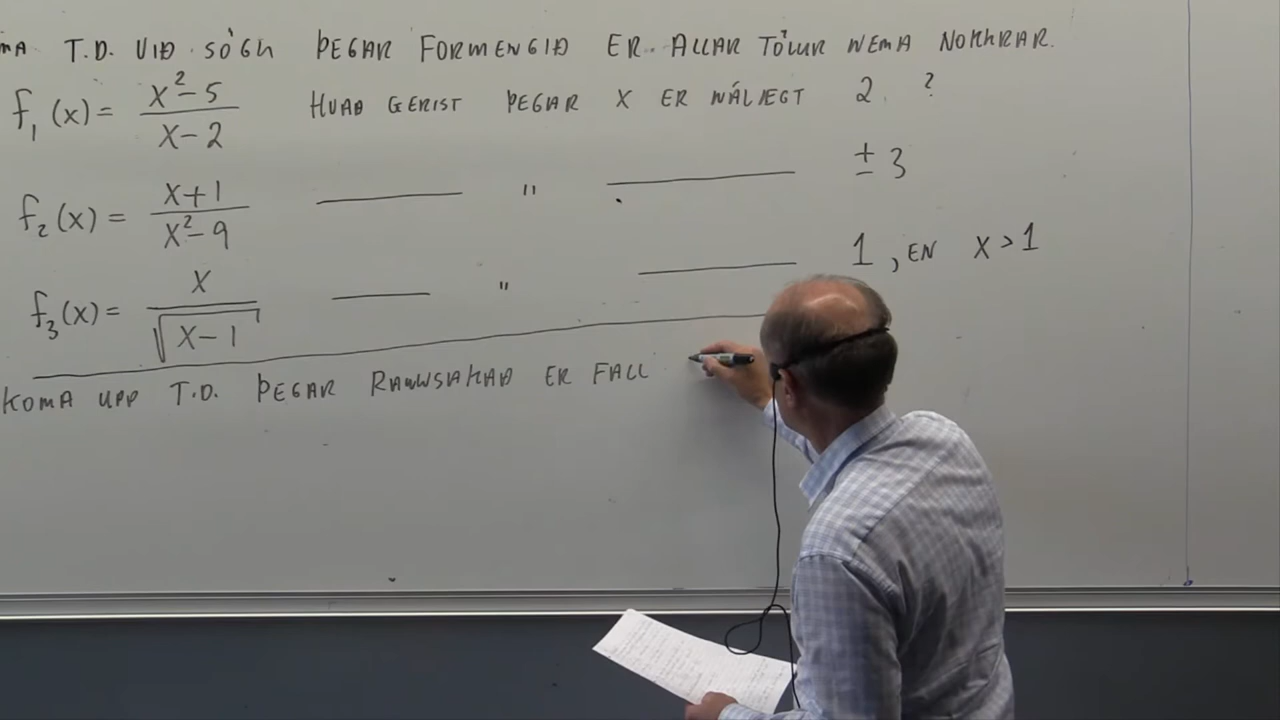 MA T.D. VIÐ SÖGU ÞEGAR FORMENGIÐ ER ALLAR TÖLUR NEMA NOKKRAR.
f₁(x) = (x²-5)/(x-2) HVAÐ GERIST ÞEGAR X ER NÁLÆGT 2 ?
f₂(x) = (x+1)/(x²-9) — " — ± 3
f₃(x) = x/√(x-1) — " — 1, EN X > 1
KOMA UPP T.D. ÞEGAR RANNSAKAÐ ER FALL